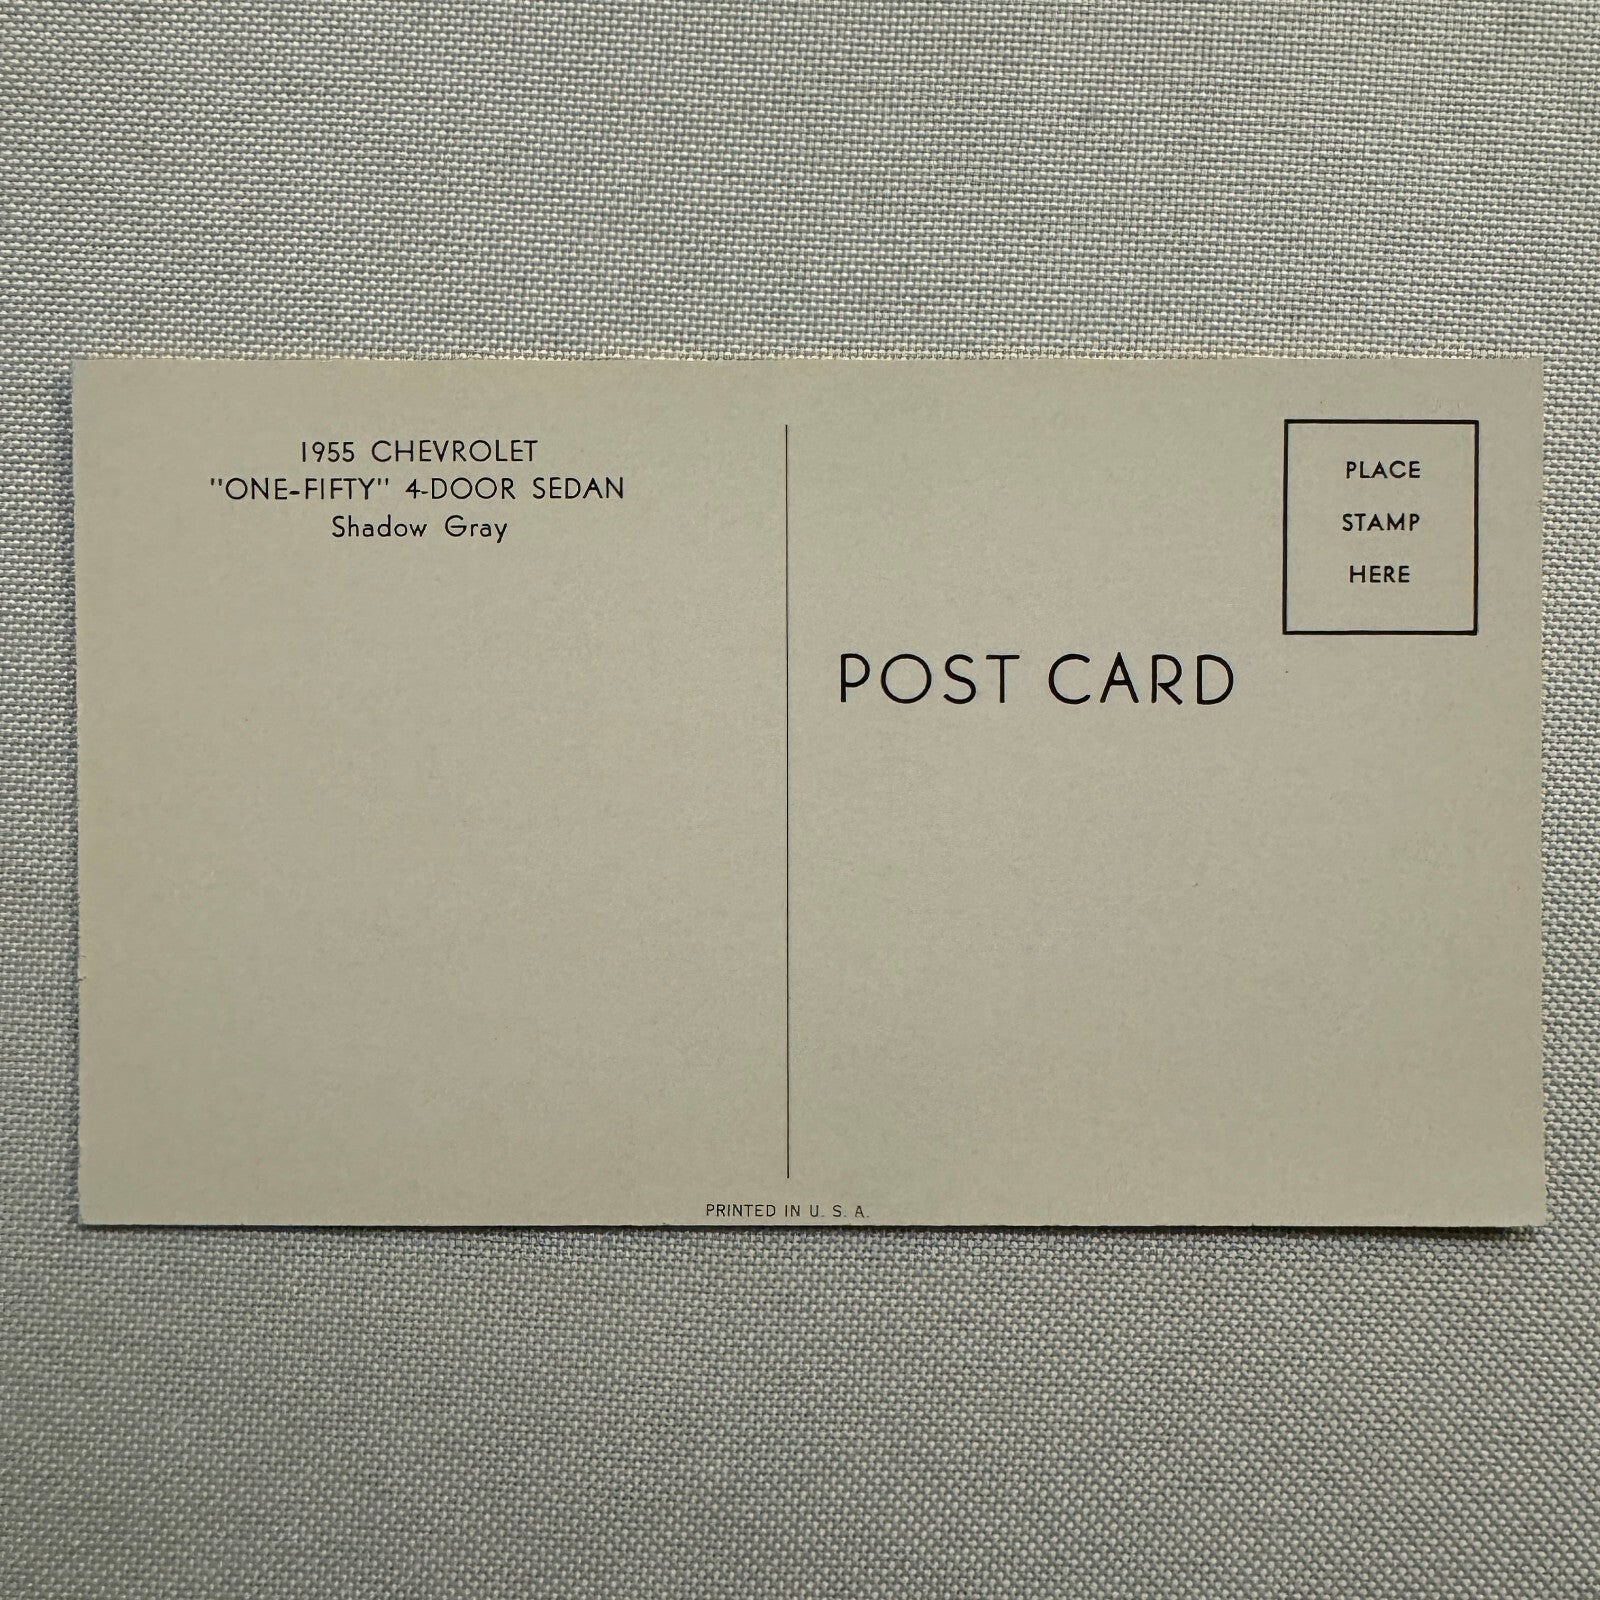 1955 CHEVROLET
"ONE-FIFTY" 4-DOOR SEDAN
Shadow Gray
PLACE
STAMP
HERE
POST CARD
PRINTED IN U. S. A.